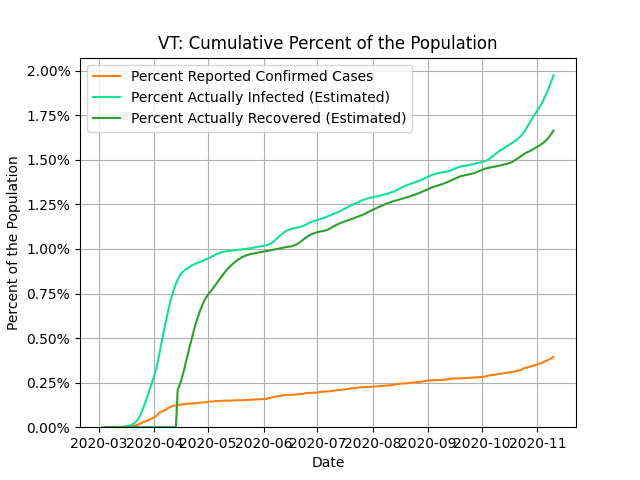 VT: Cumulative Percent of the Population
Percent Reported Confirmed Cases
Percent Actually Infected (Estimated)
Percent Actually Recovered (Estimated)
2.00%
1.75%
1.50%
1.25%
1.00%
0.75%
0.50%
0.25%
0.00%
Percent of the Population
2020-03 2020-04 2020-05 2020-06 2020-07 2020-08 2020-09 2020-10 2020-11
Date